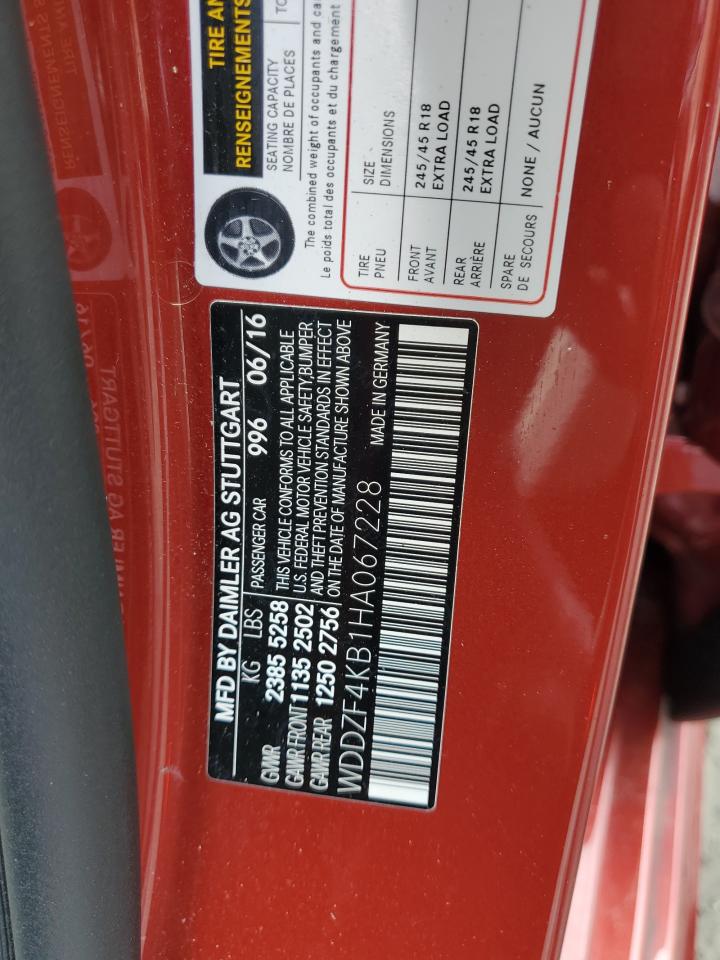 TIRE AN
RENSEIGNEMENTS
SEATING CAPACITY
NOMBRE DE PLACES
TO
The combined weight of occupants and ca
Le poids total des occupants et du chargement
TIRE
PNEU
SIZE
DIMENSIONS
FRONT
AVANT
245/45 R18
EXTRA LOAD
REAR
ARRIÈRE
245/45 R18
EXTRA LOAD
SPARE
DE SECOURS
NONE / AUCUN
MFD BY DAIMLER AG STUTTGART
KG LBS PASSENGER CAR 996 06/16
GVWR 2385 5258 THIS VEHICLE CONFORMS TO ALL APPLICABLE
GAWR FRONT 1135 2502 U.S. FEDERAL MOTOR VEHICLE SAFETY,BUMPER
GAWR REAR 1250 2756 AND THEFT PREVENTION STANDARDS IN EFFECT
ON THE DATE OF MANUFACTURE SHOWN ABOVE
WDDZF4KB1HA067228 MADE IN GERMANY